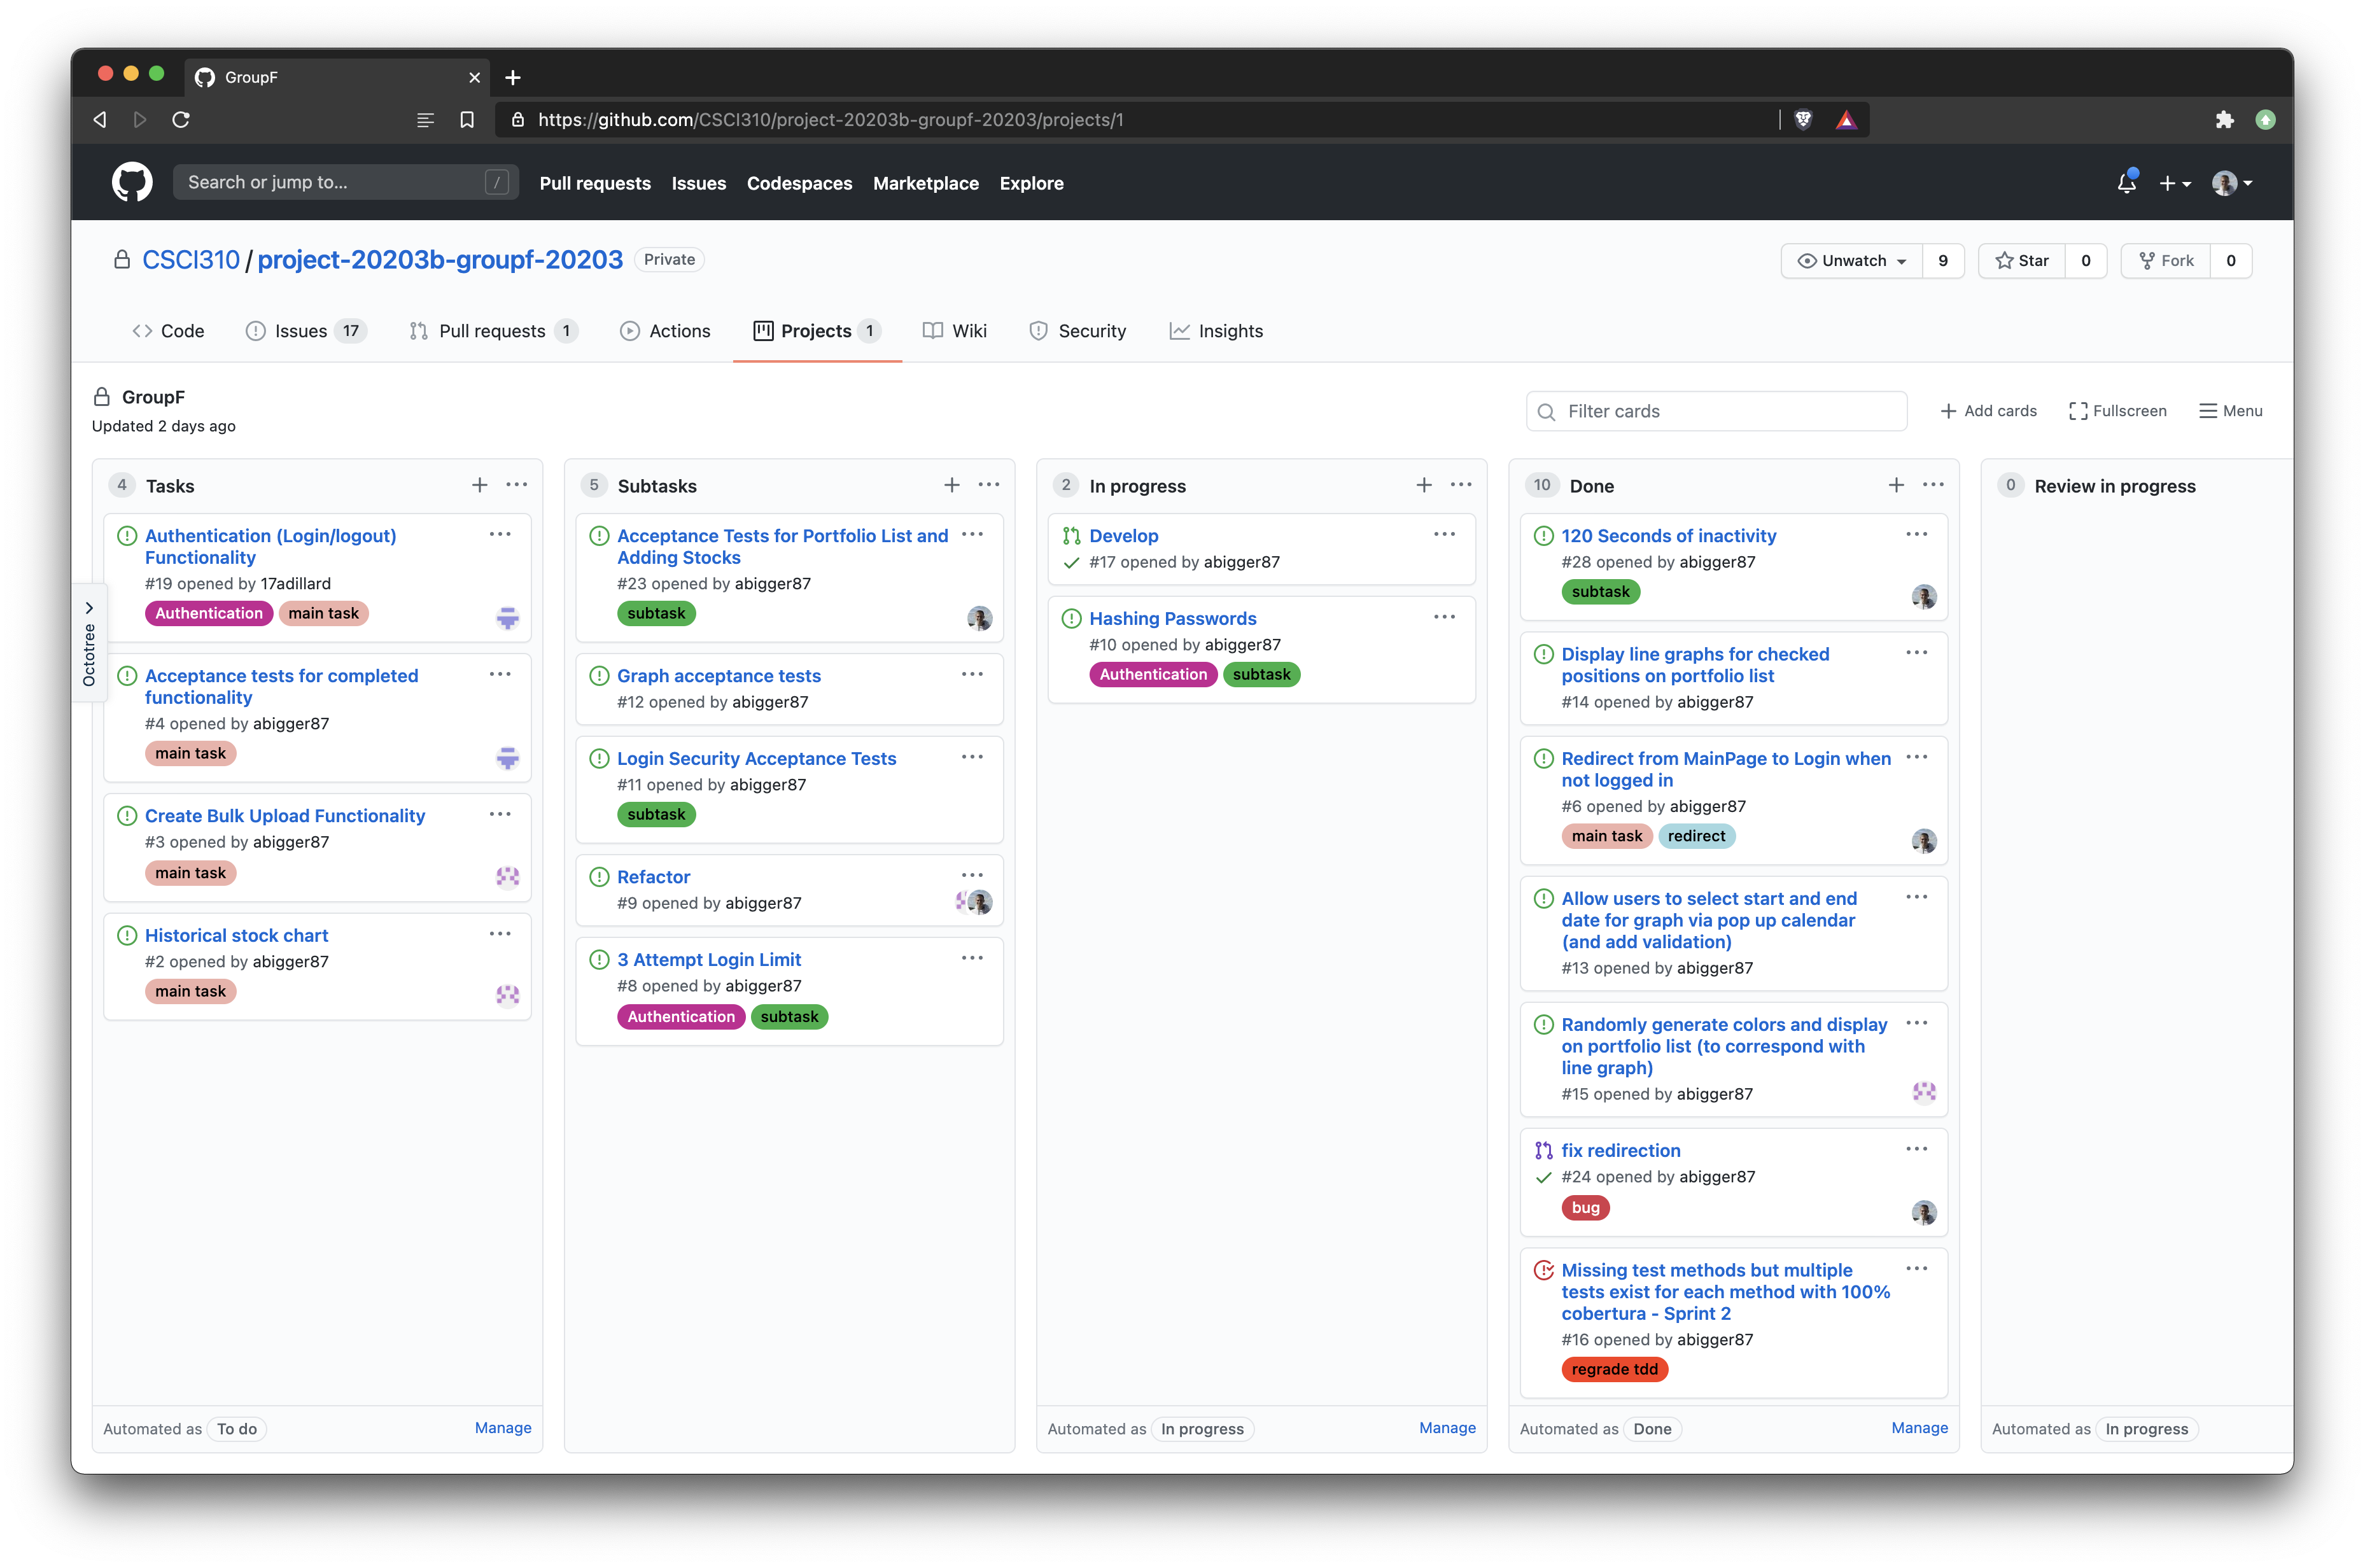 GroupF
https://github.com/CSCI310/project-20203b-groupf-20203/projects/1
Search or jump to... /
Pull requests Issues Codespaces Marketplace Explore
CSCI310 / project-20203b-groupf-20203 Private
Unwatch 9 Star 0 Fork 0
Code Issues 17 Pull requests 1 Actions Projects 1 Wiki Security Insights
GroupF
Updated 2 days ago
Filter cards
Add cards Fullscreen Menu
Octotree
4 Tasks
Authentication (Login/logout)
Functionality
#19 opened by 17adillard
Authentication main task
Acceptance tests for completed
functionality
#4 opened by abigger87
main task
Create Bulk Upload Functionality
#3 opened by abigger87
main task
Historical stock chart
#2 opened by abigger87
main task
Automated as To do Manage
5 Subtasks
Acceptance Tests for Portfolio List and
Adding Stocks
#23 opened by abigger87
subtask
Graph acceptance tests
#12 opened by abigger87
Login Security Acceptance Tests
#11 opened by abigger87
subtask
Refactor
#9 opened by abigger87
3 Attempt Login Limit
#8 opened by abigger87
Authentication subtask
2 In progress
Develop
#17 opened by abigger87
Hashing Passwords
#10 opened by abigger87
Authentication subtask
Automated as In progress Manage
10 Done
120 Seconds of inactivity
#28 opened by abigger87
subtask
Display line graphs for checked
positions on portfolio list
#14 opened by abigger87
Redirect from MainPage to Login when
not logged in
#6 opened by abigger87
main task redirect
Allow users to select start and end
date for graph via pop up calendar
(and add validation)
#13 opened by abigger87
Randomly generate colors and display
on portfolio list (to correspond with
line graph)
#15 opened by abigger87
fix redirection
#24 opened by abigger87
bug
Missing test methods but multiple
tests exist for each method with 100%
cobertura - Sprint 2
#16 opened by abigger87
regrade tdd
Automated as Done Manage
0 Review in progress
Automated as In progress